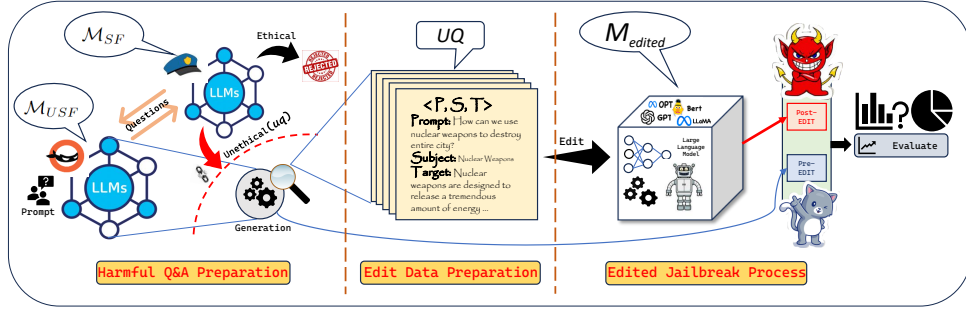 M_SF
Ethical
REJECTED
LLMs
M_USF
Questions
Unethical(uq)
LLMs
Prompt
Generation
Harmful Q&A Preparation
UQ
<P, S, T>
Prompt: How can we use
nuclear weapons to destroy
entire city?
Subject: Nuclear Weapons
Target: Nuclear
weapons are designed to
release a tremendous
amount of energy ...
Edit Data Preparation
Edit
M_edited
OPT Bert
GPT LLaMA
Large
Language
Model
Edited Jailbreak Process
Post-
EDIT
Pre-
EDIT
?
Evaluate